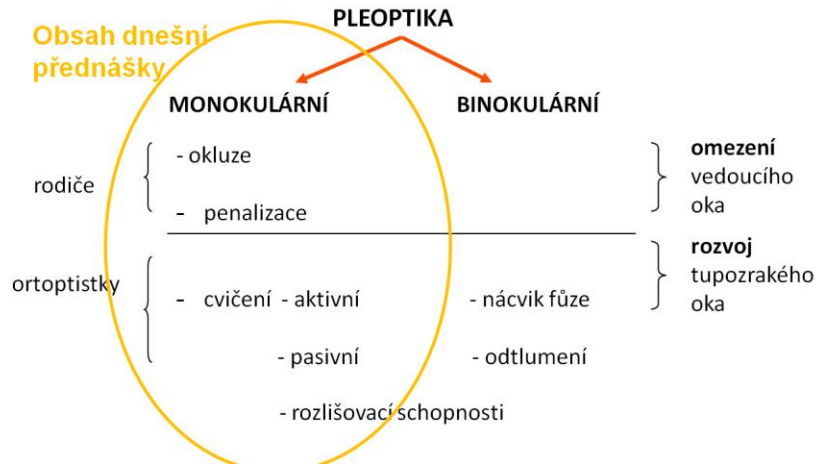 PLEOPTIKA
Obsah dnešní
přednášky
MONOKULÁRNÍ
BINOKULÁRNÍ
rodiče
- okluze
- penalizace
omezení
vedoucího
oka
ortoptistky
- cvičení - aktivní
- pasivní
- rozlišovací schopnosti
- nácvik fůze
- odtlumení
rozvoj
tupozrakého
oka